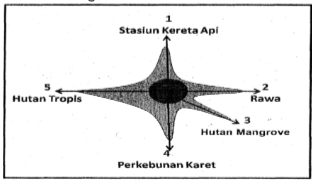 1
Stasiun Kereta Api
5
2
Hutan Tropis
Rawa
3
Hutan Mangrove
4
Perkebunan Karet